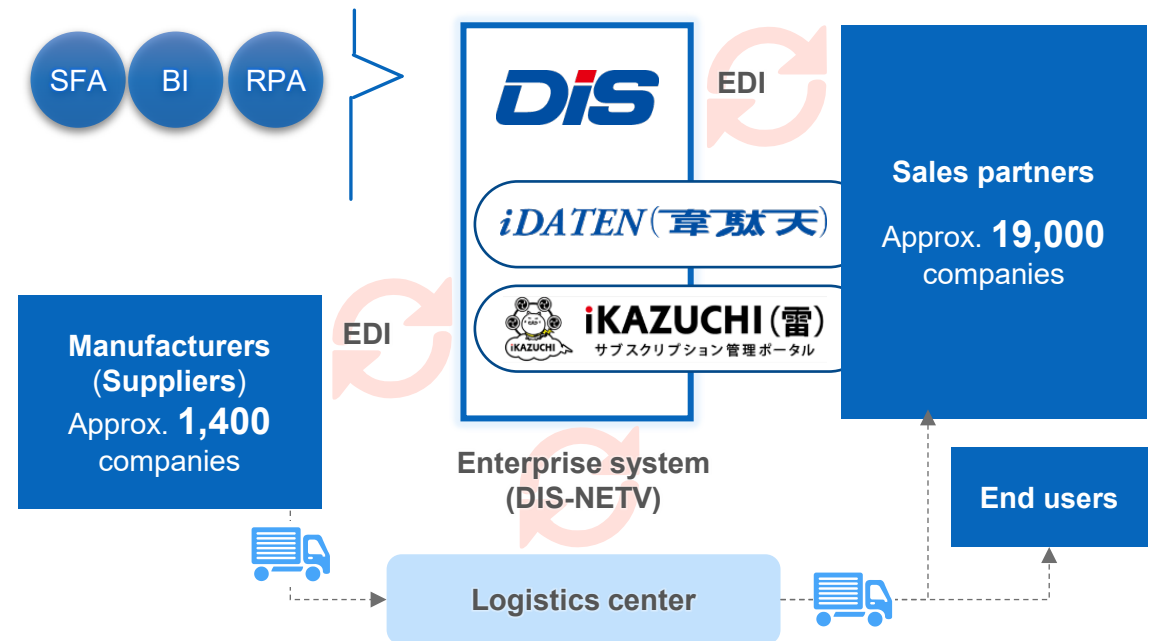 SFA
BI
RPA
DiS
EDI
iDATEN(韋駄天)
iKAZUCHI
iKAZUCHI(雷)
サブスクリプション管理ポータル
Sales partners
Approx. 19,000
companies
Manufacturers
(Suppliers)
Approx. 1,400
companies
EDI
Enterprise system
(DIS-NETV)
End users
Logistics center